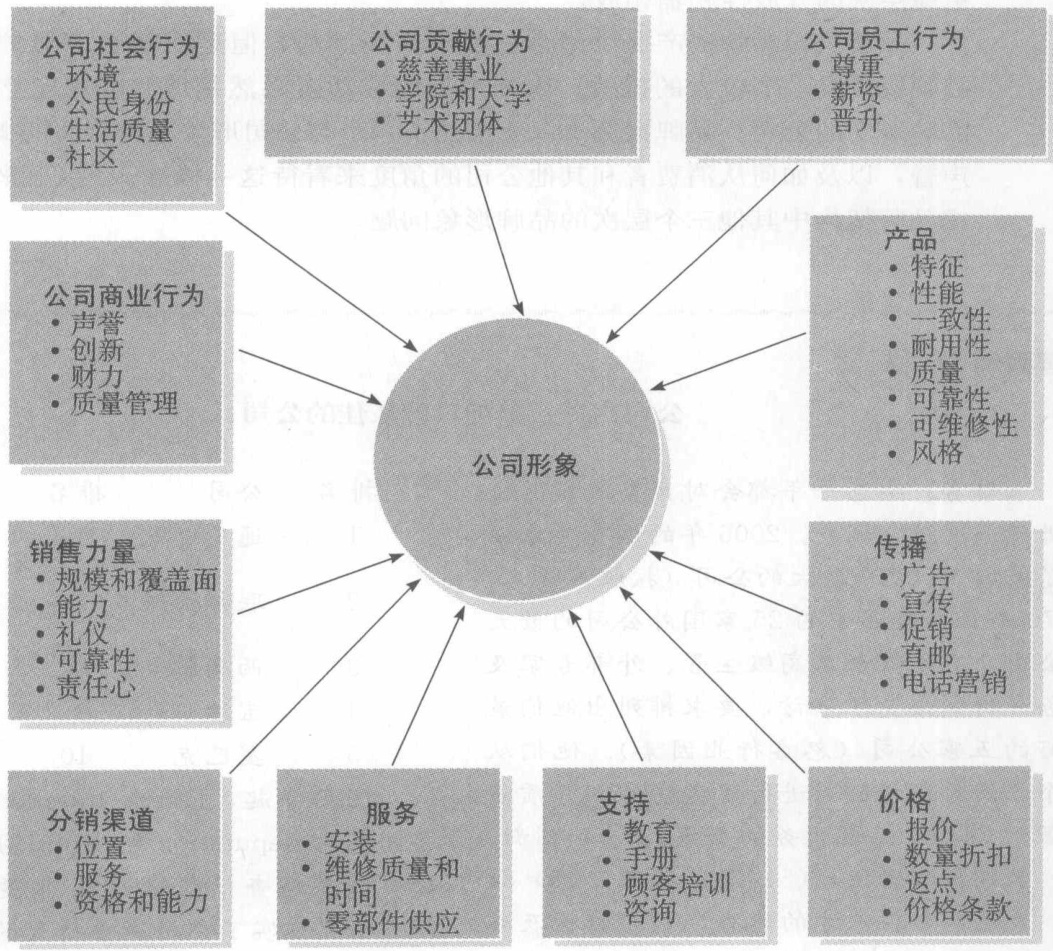 公司社会行为
• 环境
• 公民身份
• 生活质量
• 社区
公司贡献行为
• 慈善事业
• 学院和大学
• 艺术团体
公司员工行为
• 尊重
• 薪资
• 晋升
公司商业行为
• 声誉
• 创新
• 财力
• 质量管理
产品
• 特征
• 性能
• 一致性
• 耐用性
• 质量
• 可靠性
• 可维修性
• 风格
公司形象
销售力量
• 规模和覆盖面
• 能力
• 礼仪
• 可靠性
• 责任心
传播
• 广告
• 宣传
• 促销
• 直邮
• 电话营销
分销渠道
• 位置
• 服务
• 资格和能力
服务
• 安装
• 维修质量和
时间
• 零部件供应
支持
• 教育
• 手册
• 顾客培训
• 咨询
价格
• 报价
• 数量折扣
• 返点
• 价格条款